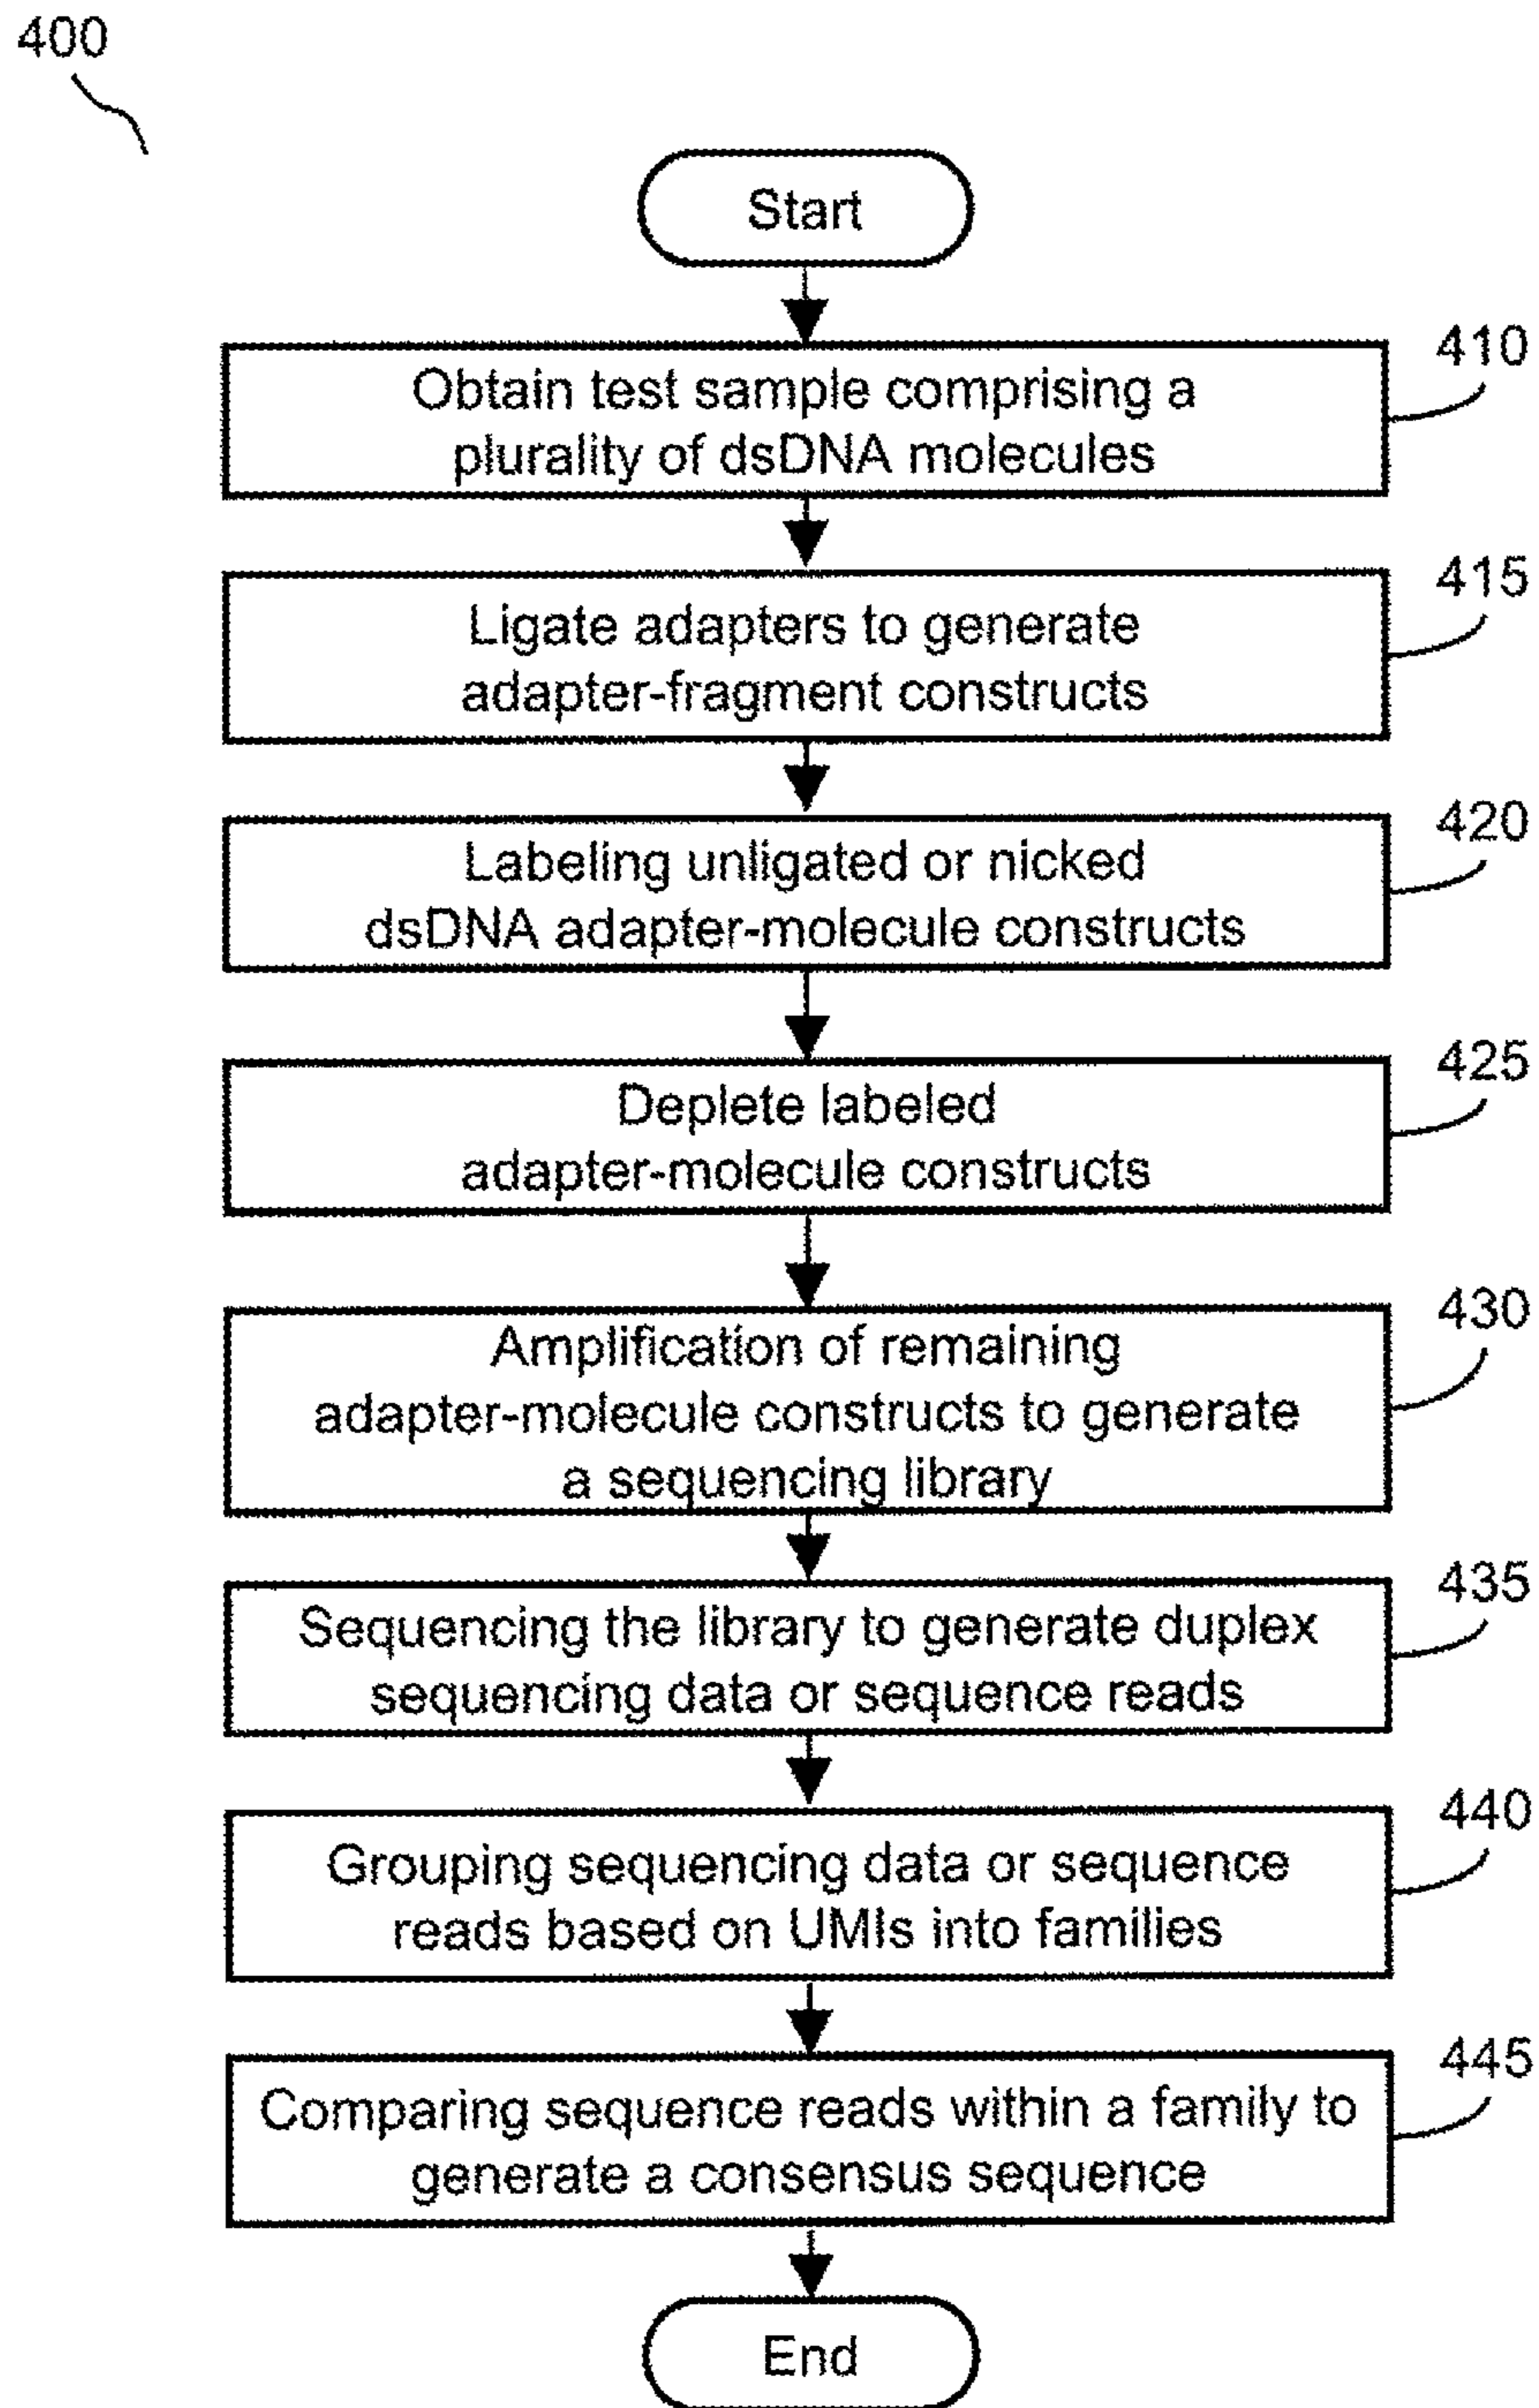 400
Start
410
Obtain test sample comprising a
plurality of dsDNA molecules
415
Ligate adapters to generate
adapter-fragment constructs
420
Labeling unligated or nicked
dsDNA adapter-molecule constructs
425
Deplete labeled
adapter-molecule constructs
430
Amplification of remaining
adapter-molecule constructs to generate
a sequencing library
435
Sequencing the library to generate duplex
sequencing data or sequence reads
440
Grouping sequencing data or sequence
reads based on UMIs into families
445
Comparing sequence reads within a family to
generate a consensus sequence
End